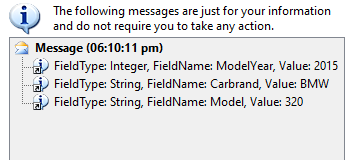 The following messages are just for your information
and do not require you to take any action.
Message (06:10:11 pm)
FieldType: Integer, FieldName: ModelYear, Value: 2015
FieldType: String, FieldName: Carbrand, Value: BMW
FieldType: String, FieldName: Model, Value: 320